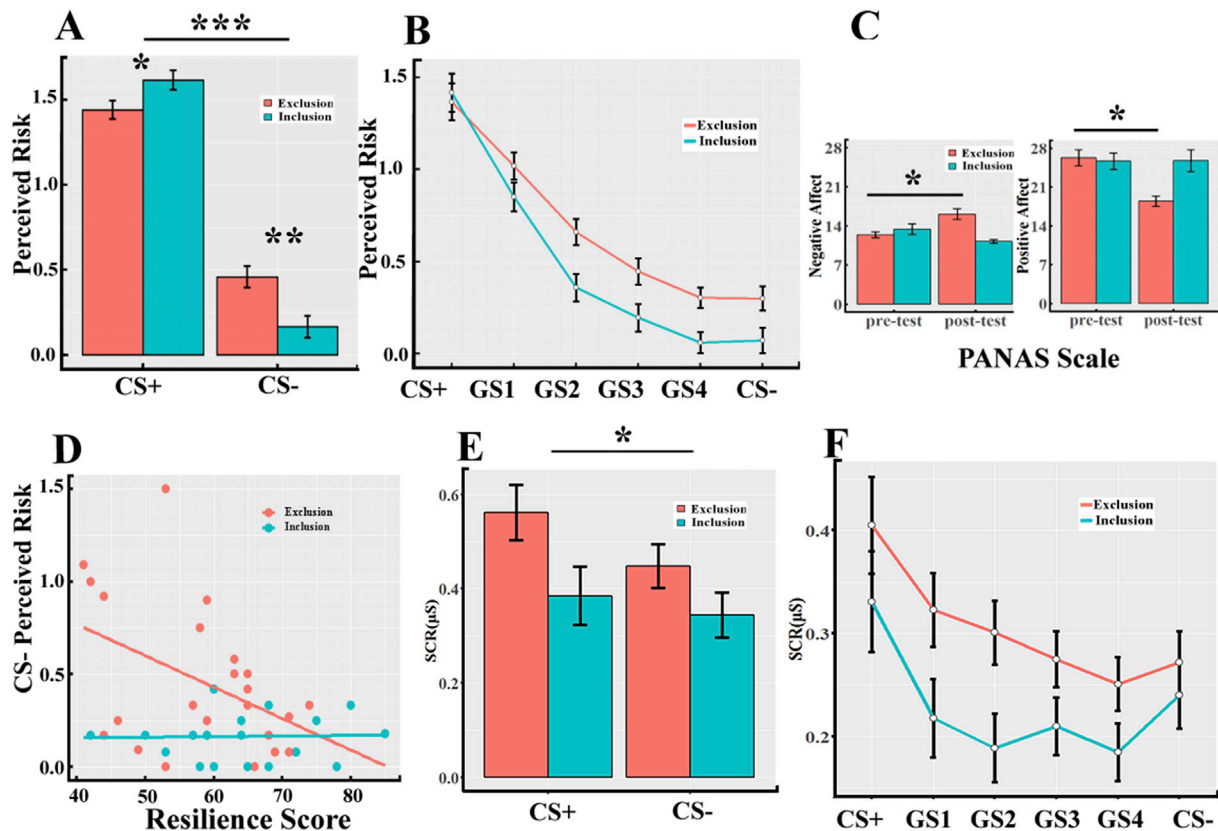 A
***
*
**
Exclusion
Inclusion
Perceived Risk
1.5
1.0
0.5
0.0
CS+ CS-
B
Exclusion
Inclusion
Perceived Risk
1.5
1.0
0.5
0.0
CS+ GS1 GS2 GS3 GS4 CS-
C
*
Exclusion
Inclusion
Negative Affect
28
21
14
7
0
pre-test post-test
*
Positive Affect
28
21
14
7
0
pre-test post-test
PANAS Scale
D
Exclusion
Inclusion
CS- Perceived Risk
1.5
1.0
0.5
0.0
40 50 60 70 80
Resilience Score
E
*
Exclusion
Inclusion
SCR(μS)
0.6
0.4
0.2
0.0
CS+ CS-
F
Exclusion
Inclusion
SCR(μS)
0.4
0.3
0.2
CS+ GS1 GS2 GS3 GS4 CS-